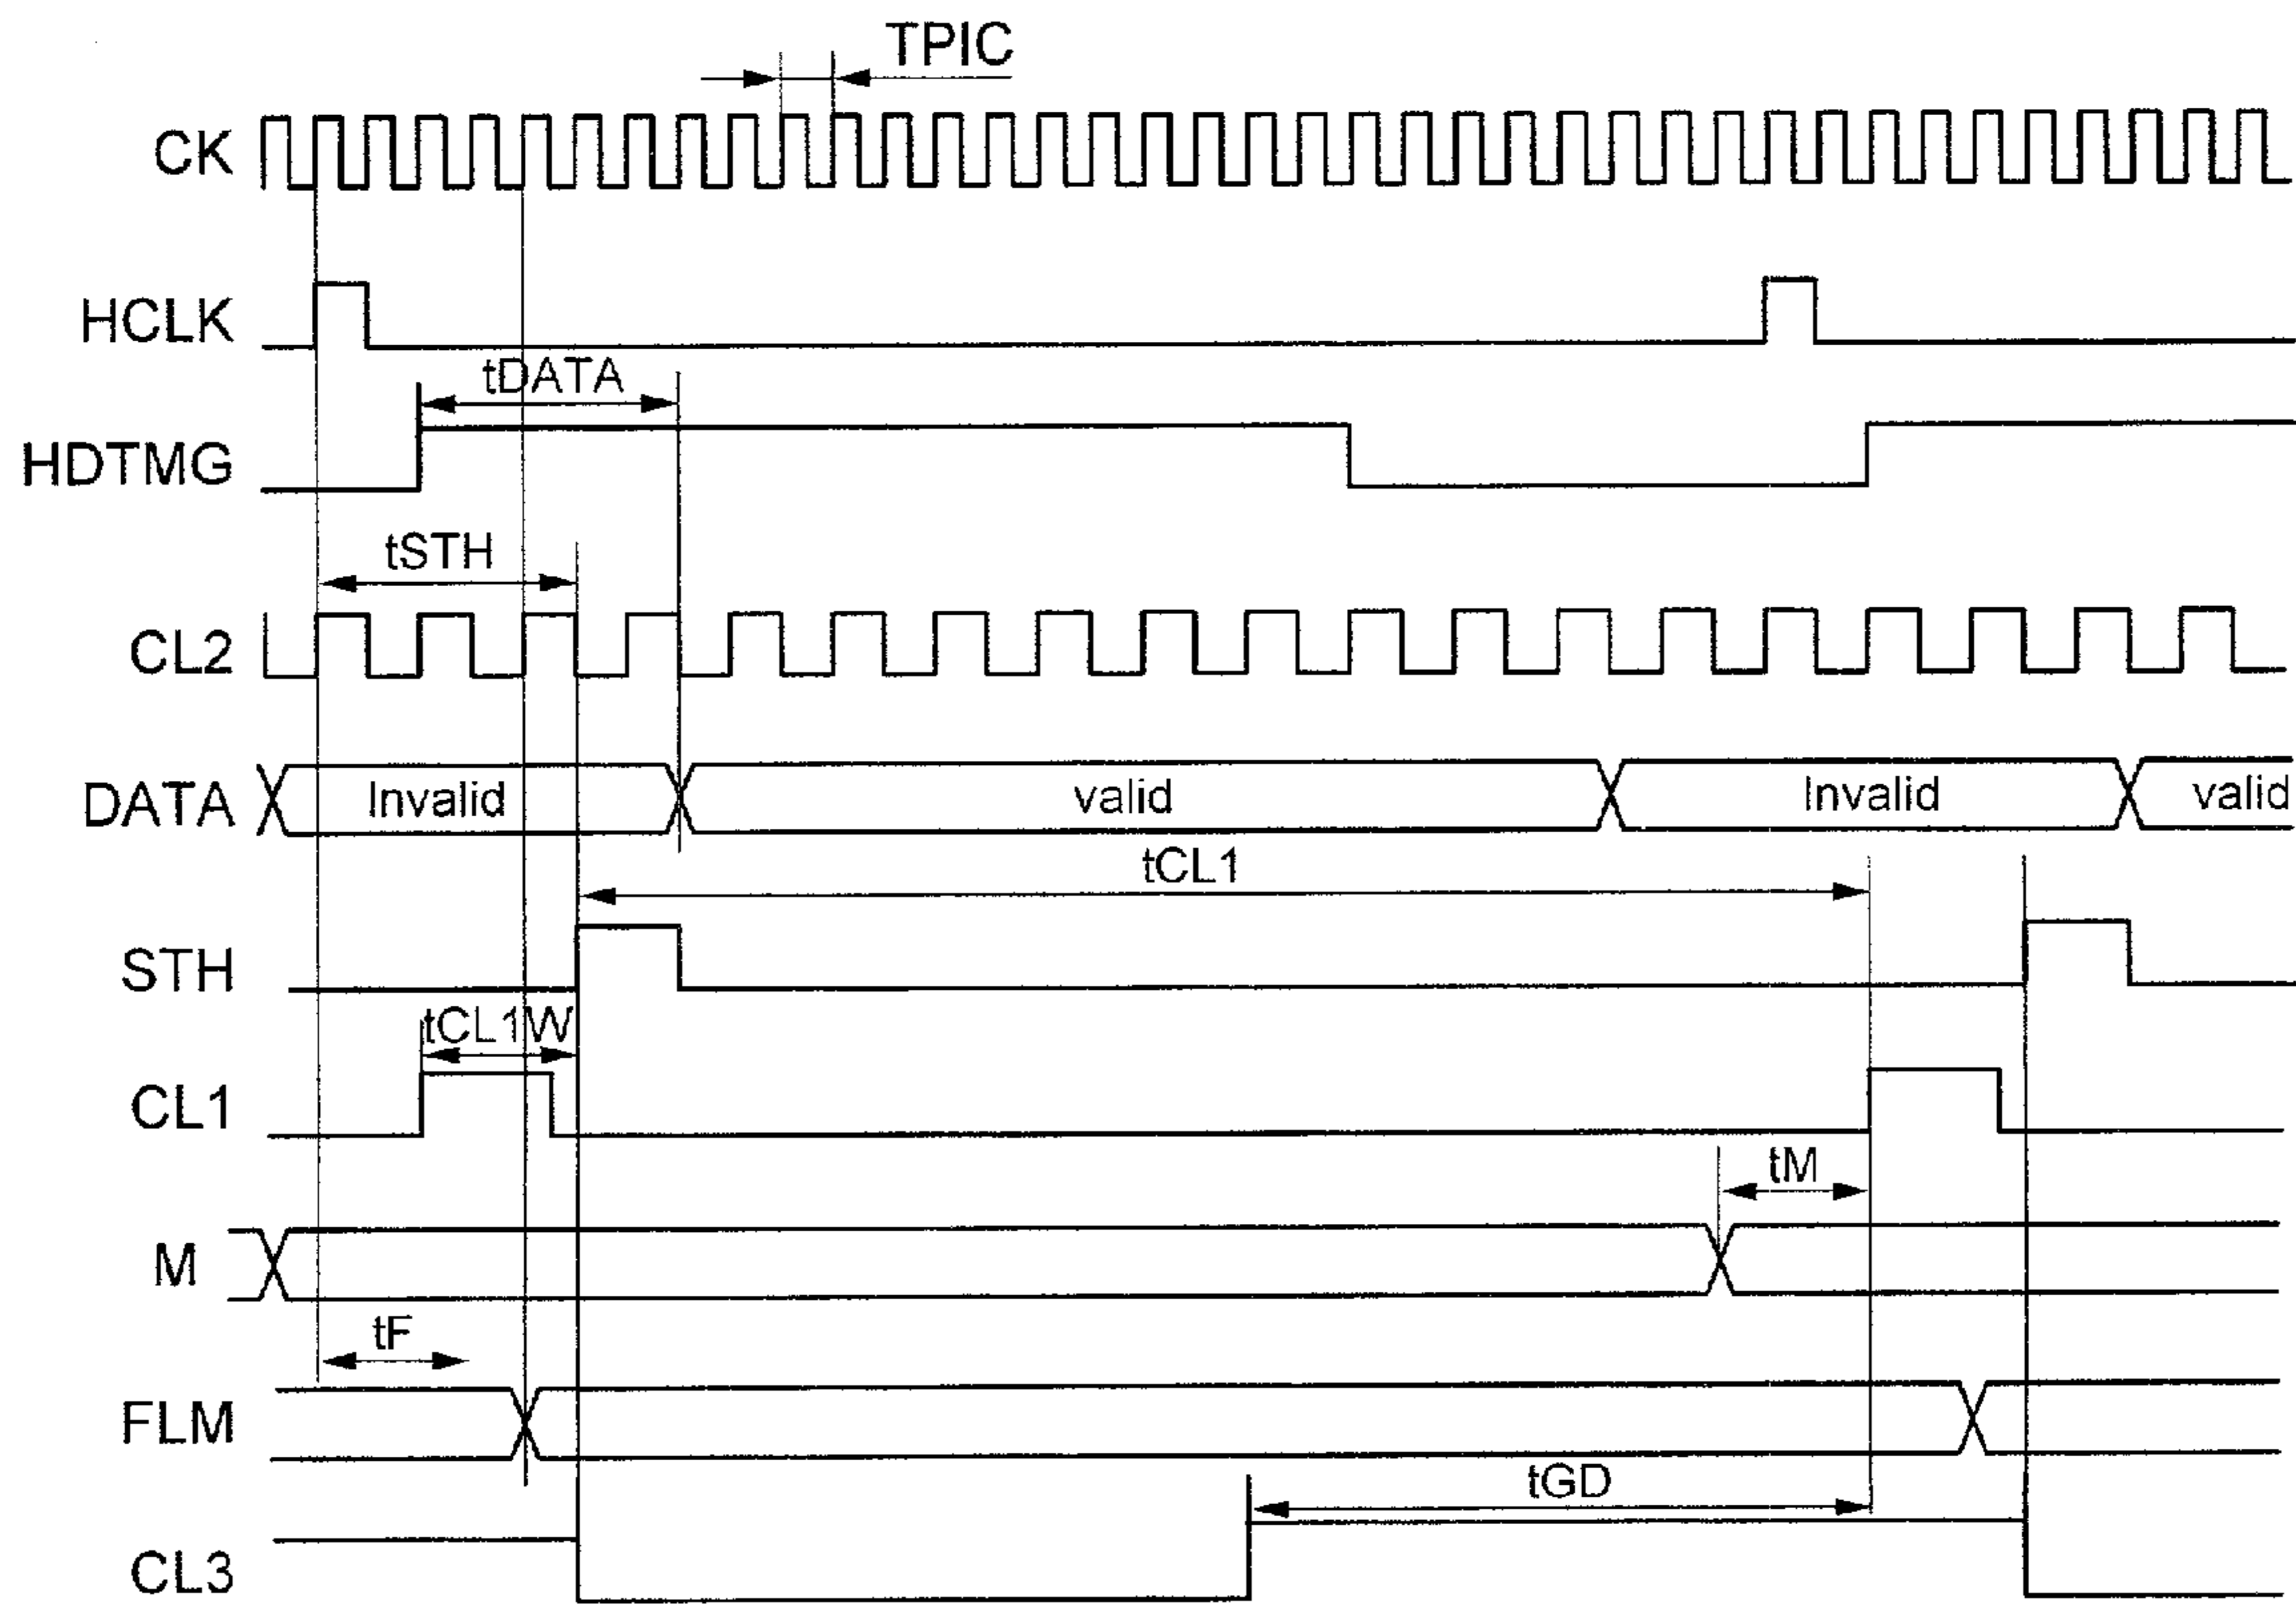 TPIC
CK
HCLK
tDATA
HDTMG
tSTH
CL2
DATA Invalid valid Invalid valid
tCL1
STH
tCL1W
CL1
tM
M
tF
FLM
tGD
CL3